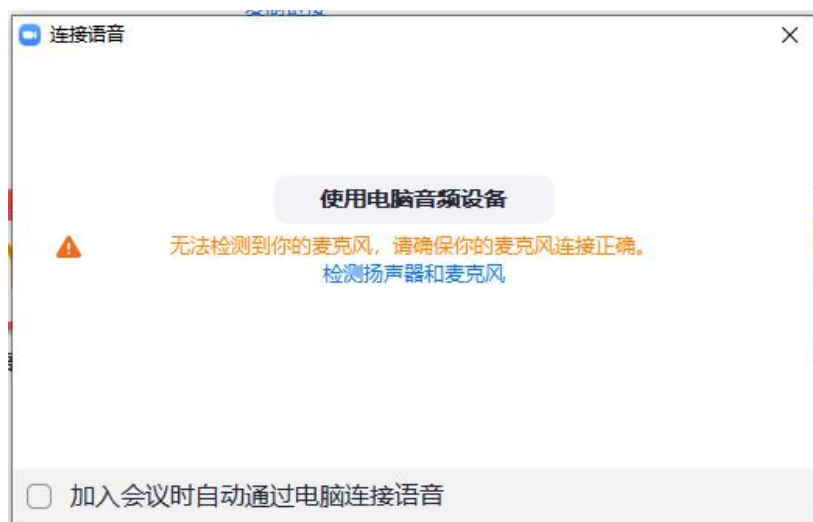 连接语音
使用电脑音频设备
无法检测到你的麦克风，请确保你的麦克风连接正确。
检测扬声器和麦克风
加入会议时自动通过电脑连接语音